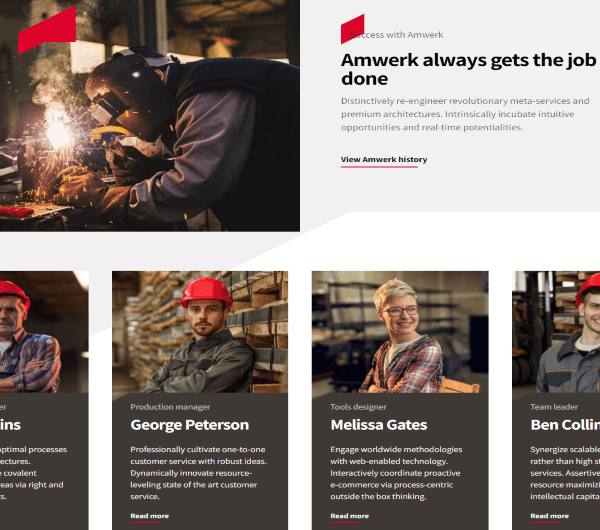 Success with Amwerk
Amwerk always gets the job
done
Distinctively re-engineer revolutionary meta-services and
premium architectures. Intrinsically incubate intuitive
opportunities and real-time potentialities.
View Amwerk history
er
ins
optimal processes
ectures.
e covalent
eas via right and
s.
Production manager
George Peterson
Professionally cultivate one-to-one
customer service with robust ideas.
Dynamically innovate resource-
leveling state of the art customer
service.
Read more
Tools designer
Melissa Gates
Engage worldwide methodologies
with web-enabled technology.
Interactively coordinate proactive
e-commerce via process-centric
outside the box thinking.
Read more
Team leader
Ben Collin
Synergize scalable
rather than high st
services. Assertive
resource maximizi
intellectual capita
Read more